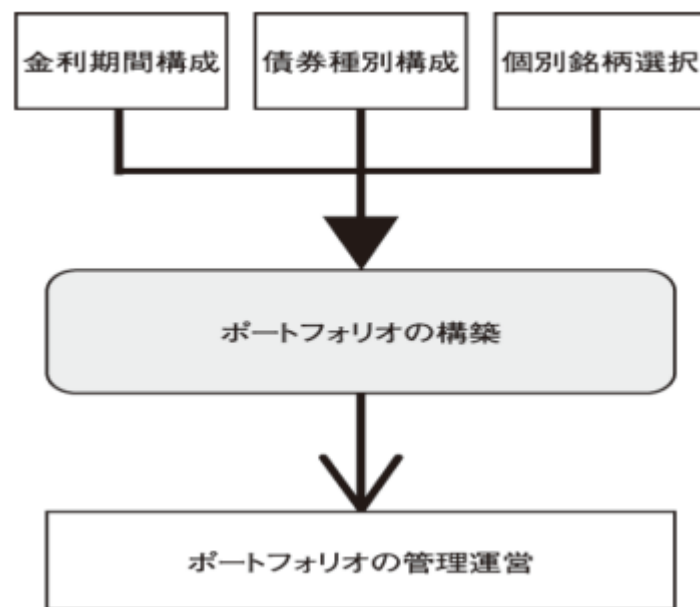 金利期間構成
債券種別構成
個別銘柄選択
ポートフォリオの構築
ポートフォリオの管理運営